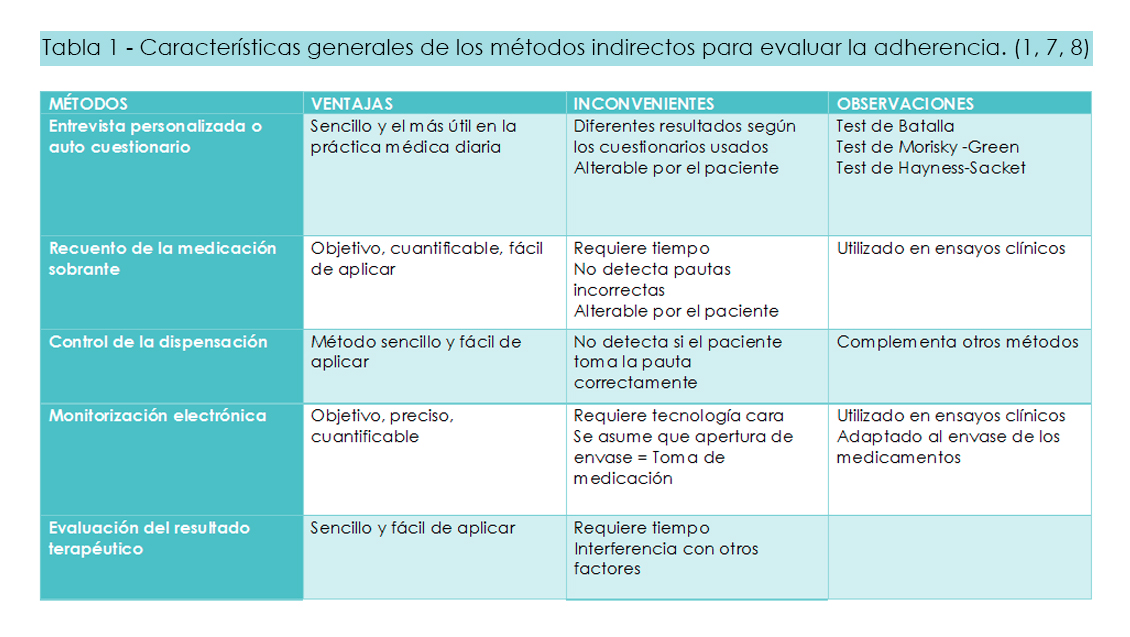 Tabla 1 - Características generales de los métodos indirectos para evaluar la adherencia. (1, 7, 8)
MÉTODOS VENTAJAS INCONVENIENTES OBSERVACIONES
Entrevista personalizada o
auto cuestionario
Sencillo y el más útil en la
práctica médica diaria
Diferentes resultados según
los cuestionarios usados
Alterable por el paciente
Test de Batalla
Test de Morisky -Green
Test de Hayness-Sacket
Recuento de la medicación
sobrante
Objetivo, cuantificable, fácil
de aplicar
Requiere tiempo
No detecta pautas
incorrectas
Alterable por el paciente
Utilizado en ensayos clínicos
Control de la dispensación
Método sencillo y fácil de
aplicar
No detecta si el paciente
toma la pauta
correctamente
Complementa otros métodos
Monitorización electrónica
Objetivo, preciso,
cuantificable
Requiere tecnología cara
Se asume que apertura de
envase = Toma de
medicación
Utilizado en ensayos clínicos
Adaptado al envase de los
medicamentos
Evaluación del resultado
terapéutico
Sencillo y fácil de aplicar
Requiere tiempo
Interferencia con otros
factores